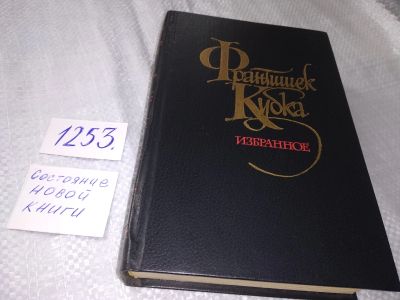 1253.
Состояние
НОВОЙ
КНИГИ
Франтишек
Кубка
ИЗБРАННОЕ